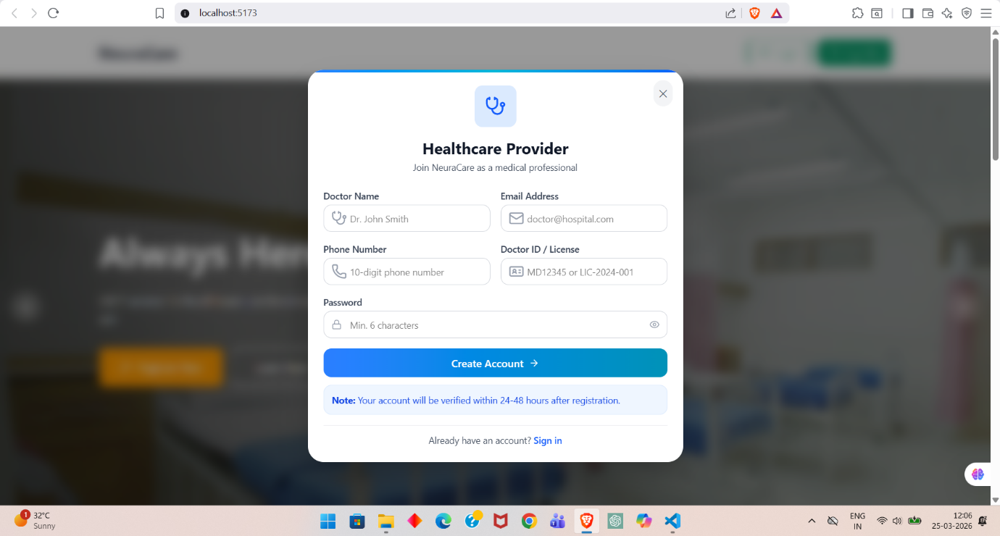 localhost:5173
Healthcare Provider
Join NeuraCare as a medical professional
Doctor Name
Email Address
Dr. John Smith
doctor@hospital.com
Phone Number
Doctor ID / License
10-digit phone number
MD12345 or LIC-2024-001
Password
Min. 6 characters
Create Account →
Note: Your account will be verified within 24-48 hours after registration.
Already have an account? Sign in
NeuraCare
Always Her
1
32°C
Sunny
ENG
IN
12:06
25-03-2026